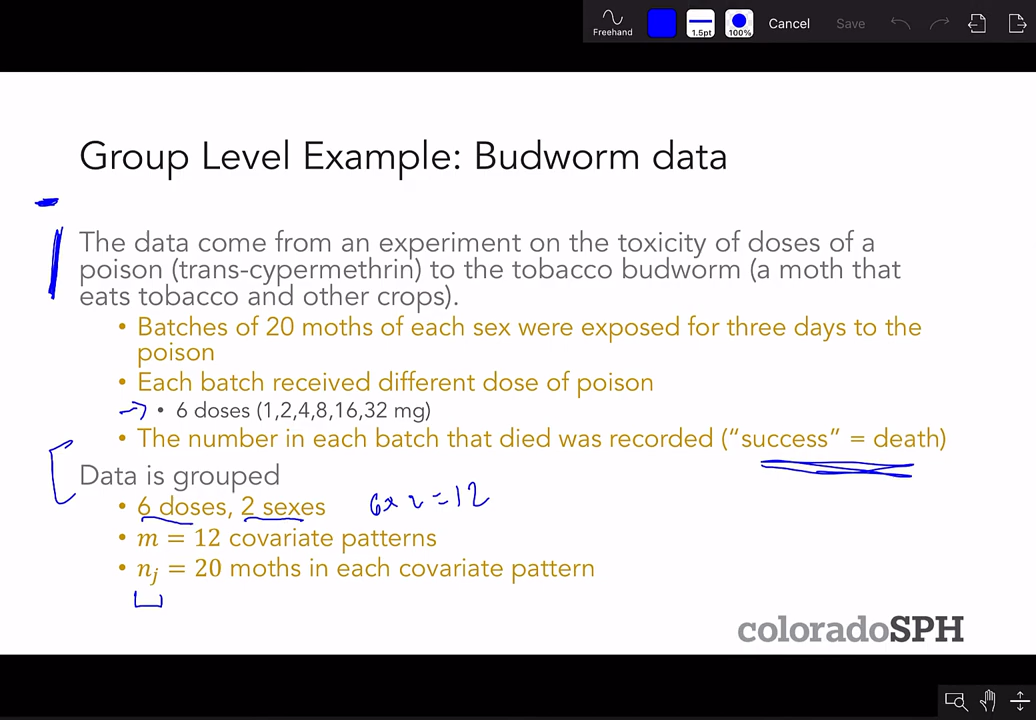 Freehand
1.5pt
100%
Cancel
Save
Group Level Example: Budworm data
The data come from an experiment on the toxicity of doses of a
poison (trans-cypermethrin) to the tobacco budworm (a moth that
eats tobacco and other crops).
• Batches of 20 moths of each sex were exposed for three days to the
poison
• Each batch received different dose of poison
→ • 6 doses (1,2,4,8,16,32 mg)
• The number in each batch that died was recorded (“success” = death)
Data is grouped
• 6 doses, 2 sexes 6x2=12
• m = 12 covariate patterns
• nⱼ = 20 moths in each covariate pattern
coloradoSPH